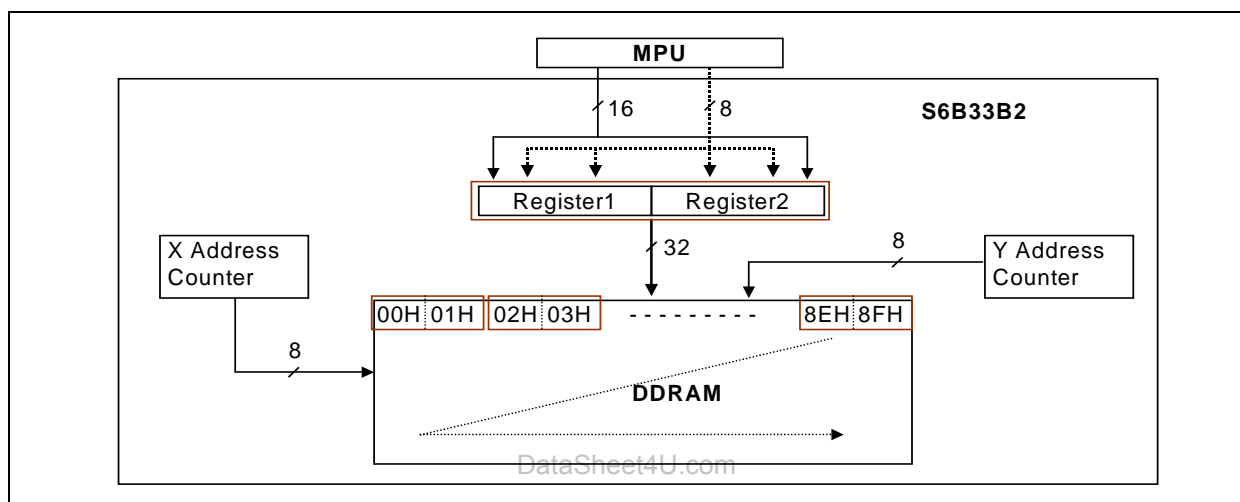 MPU
16
8
S6B33B2
Register1 Register2
X Address
Counter
32
8
Y Address
Counter
00H 01H 02H 03H - - - - - - - - - 8EH 8FH
8
DDRAM
DataSheet4U.com